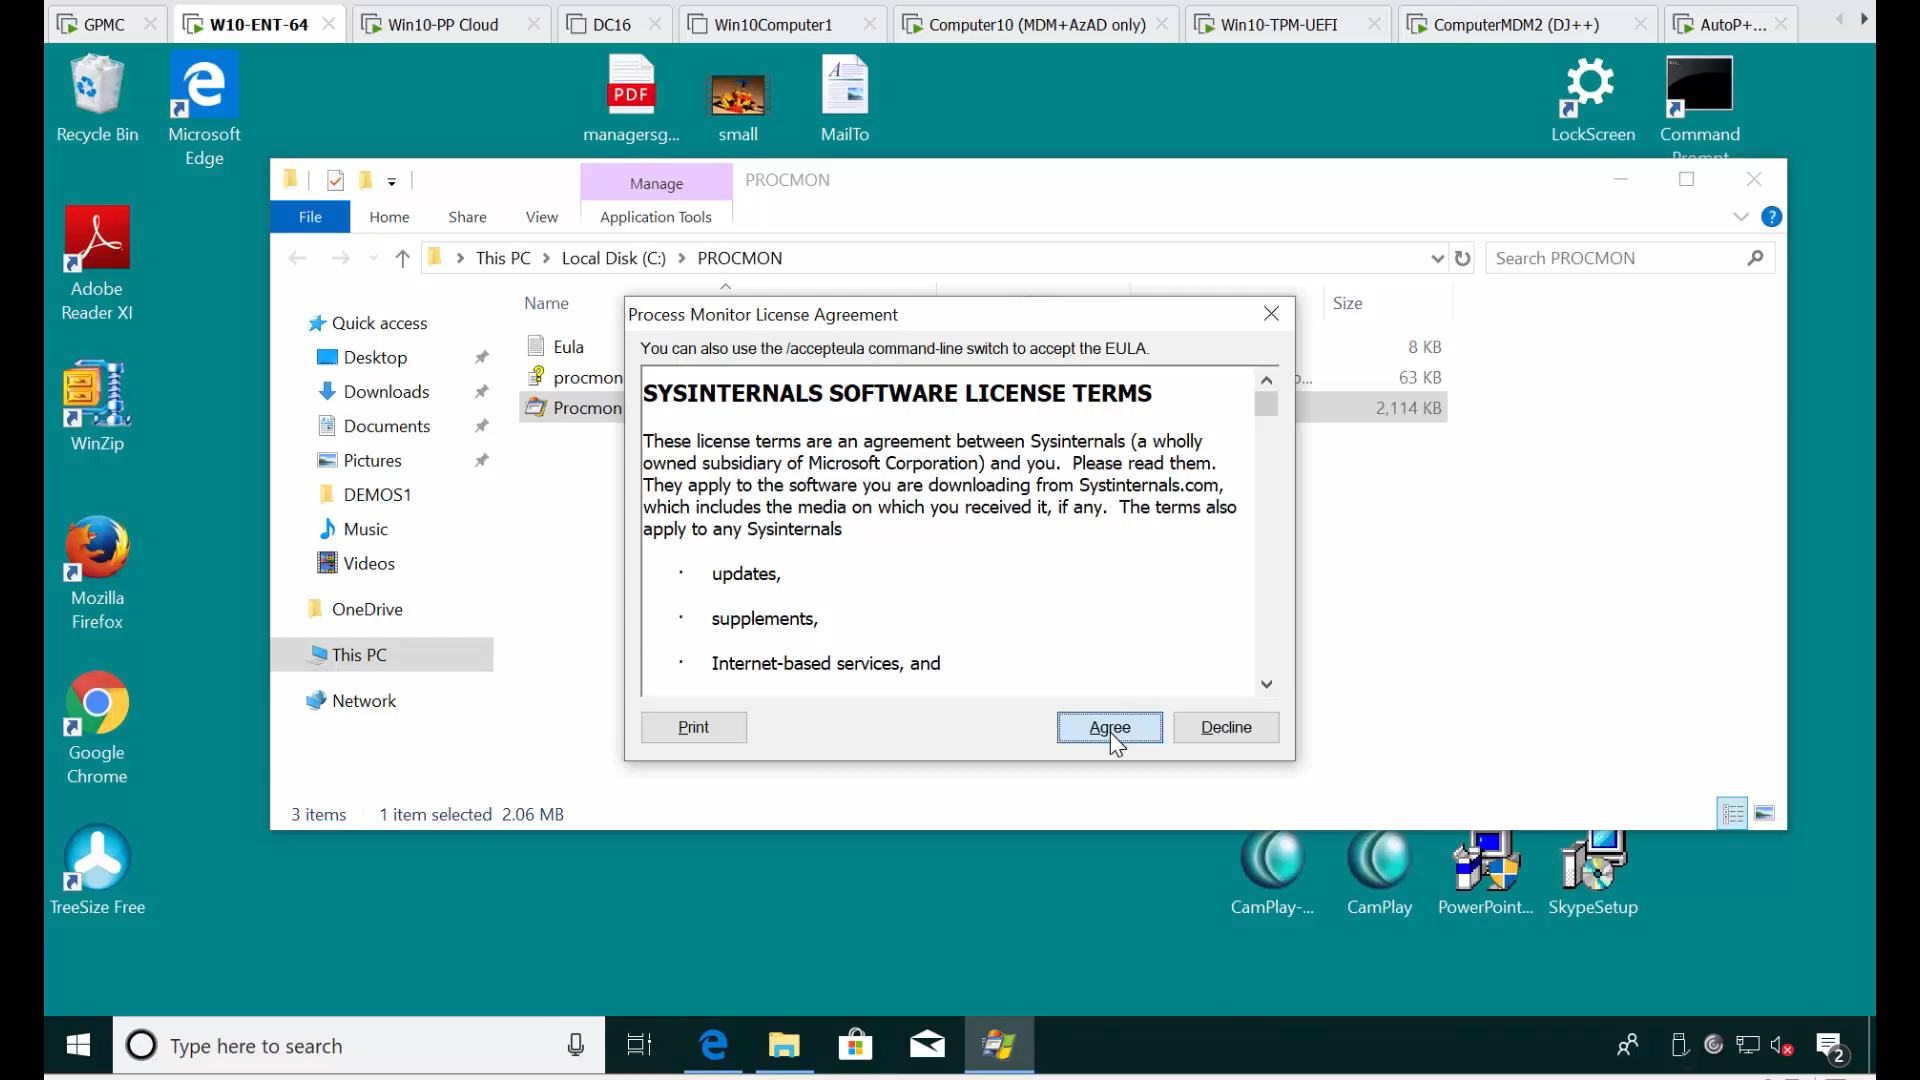 GPMC
W10-ENT-64
Win10-PP Cloud
DC16
Win10Computer1
Computer10 (MDM+AzAD only)
Win10-TPM-UEFI
ComputerMDM2 (DJ++)
AutoP+...
Recycle Bin
Microsoft
Edge
PDF
managersg...
small
MailTo
LockScreen
Command
Prompt
Manage
PROCMON
File
Home
Share
View
Application Tools
This PC
Local Disk (C:)
PROCMON
Search PROCMON
Adobe
Reader XI
WinZip
Mozilla
Firefox
Google
Chrome
TreeSize Free
Quick access
Desktop
Downloads
Documents
Pictures
DEMOS1
Music
Videos
OneDrive
This PC
Network
Name
Size
Eula
8 KB
procmon
63 KB
Procmon
2,114 KB
Process Monitor License Agreement
You can also use the /accepteula command-line switch to accept the EULA.
SYSINTERNALS SOFTWARE LICENSE TERMS
These license terms are an agreement between Sysinternals (a wholly
owned subsidiary of Microsoft Corporation) and you.  Please read them.
They apply to the software you are downloading from Systinternals.com,
which includes the media on which you received it, if any.  The terms also
apply to any Sysinternals
· updates,
· supplements,
· Internet-based services, and
Print
Agree
Decline
3 items
1 item selected  2.06 MB
CamPlay-...
CamPlay
PowerPoint...
SkypeSetup
Type here to search
2